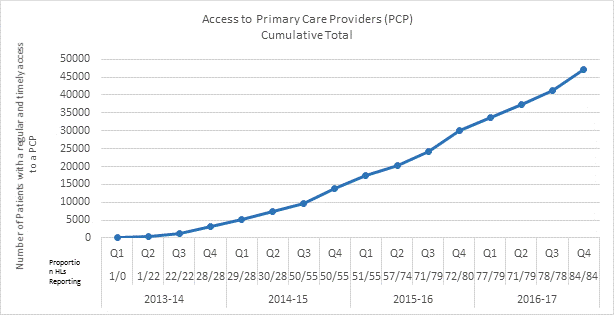 Access to Primary Care Providers (PCP)
Cumulative Total
Number of Patients with a regular and timely access
to a PCP
50000
45000
40000
35000
30000
25000
20000
15000
10000
5000
0
Q1 Q2 Q3 Q4 Q1 Q2 Q3 Q4 Q1 Q2 Q3 Q4 Q1 Q2 Q3 Q4
Proportio
n HLs
Reporting
1/0 1/22 22/22 28/28 29/28 30/28 50/55 50/55 51/55 57/74 71/79 72/80 77/79 71/79 78/78 84/84
2013-14 2014-15 2015-16 2016-17